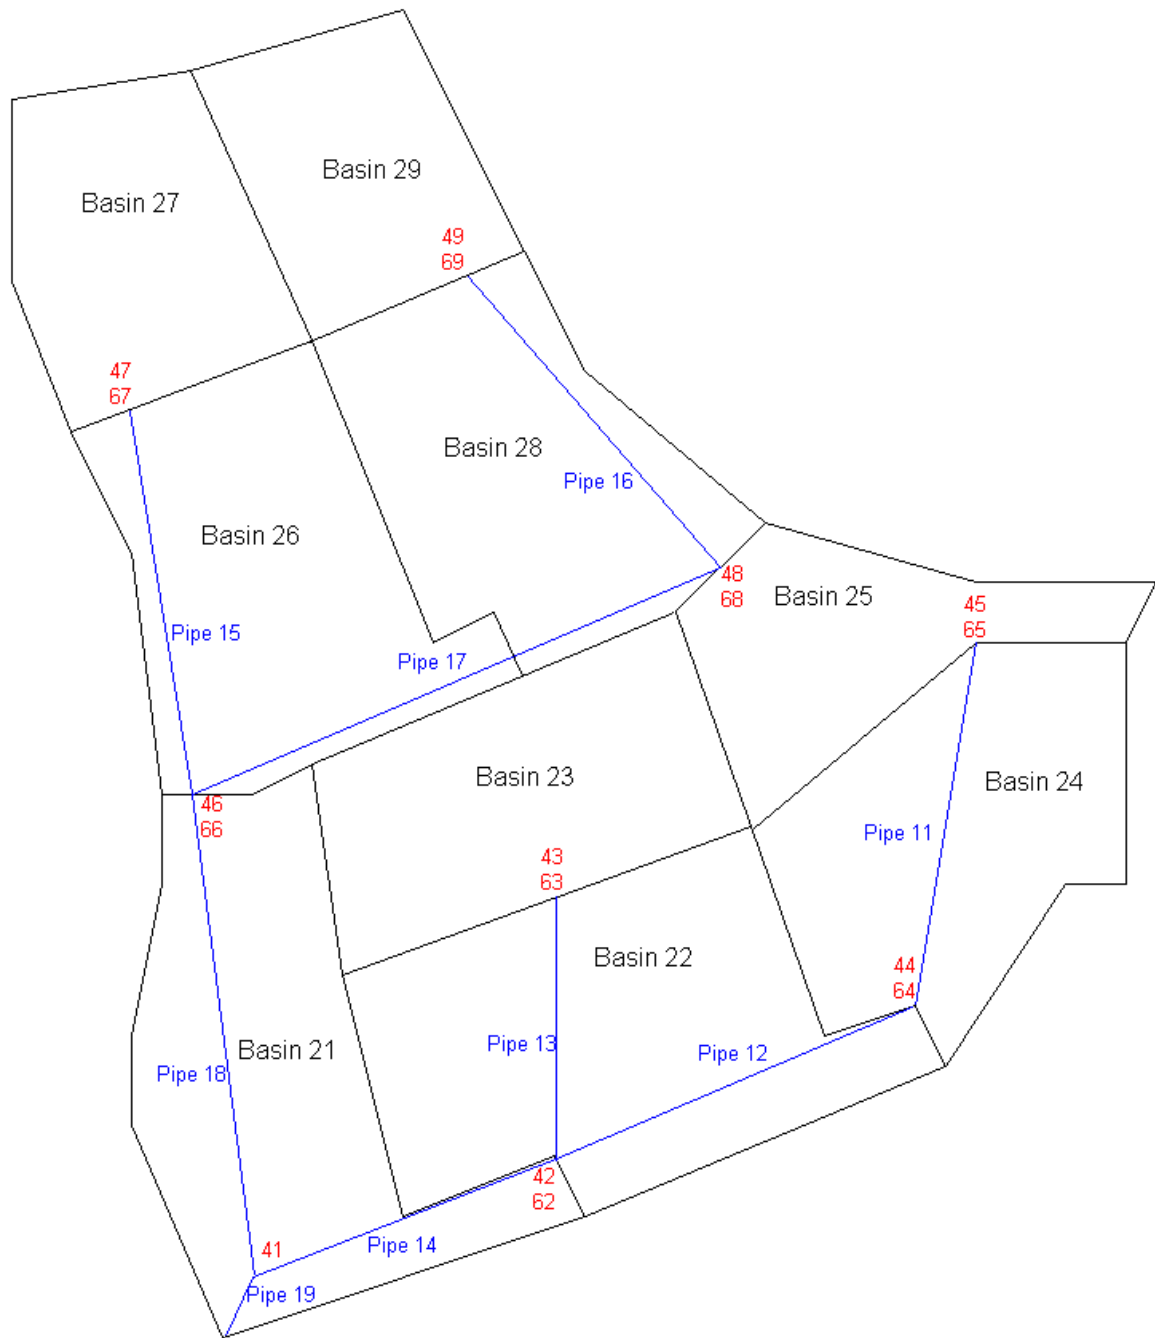 Basin 29
Basin 27
49
69
47
67
Basin 28
Pipe 16
Basin 26
48
68
Basin 25
45
65
Pipe 15
Pipe 17
Basin 23
Basin 24
46
66
Pipe 11
43
63
Basin 22
44
64
Basin 21
Pipe 13
Pipe 12
Pipe 18
42
62
41
Pipe 14
Pipe 19